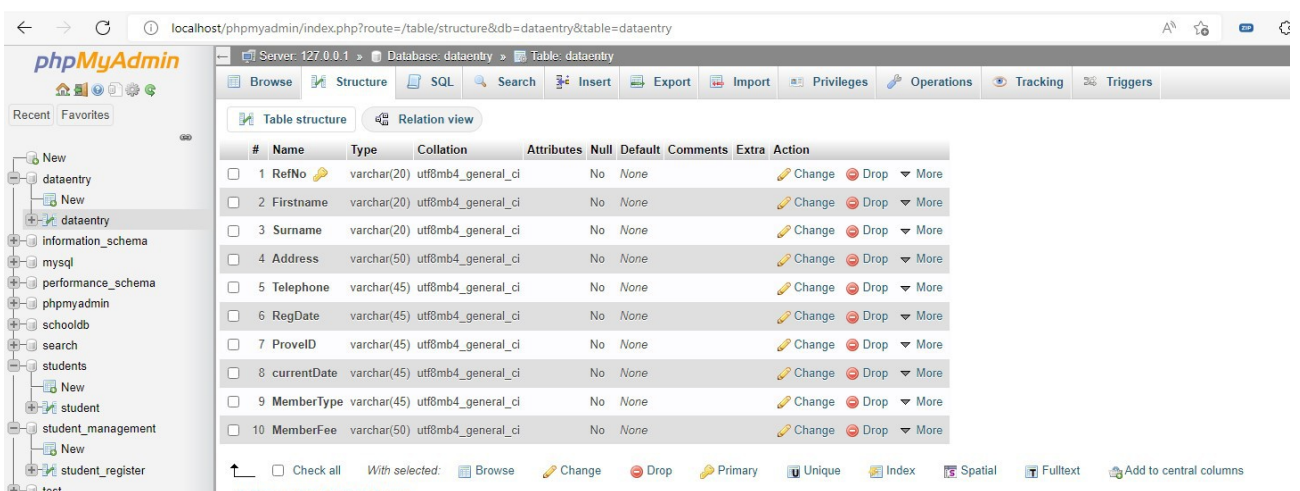 localhost/phpmyadmin/index.php?route=/table/structure&db=dataentry&table=dataentry
phpMyAdmin
Recent Favorites
New
dataentry
New
dataentry
information_schema
mysql
performance_schema
phpmyadmin
schooldb
search
students
New
student
student_management
New
student_register
test
Server: 127.0.0.1 » Database: dataentry » Table: dataentry
Browse Structure SQL Search Insert Export Import Privileges Operations Tracking Triggers
Table structure Relation view
# Name Type Collation Attributes Null Default Comments Extra Action
1 RefNo varchar(20) utf8mb4_general_ci No None Change Drop More
2 Firstname varchar(20) utf8mb4_general_ci No None Change Drop More
3 Surname varchar(20) utf8mb4_general_ci No None Change Drop More
4 Address varchar(50) utf8mb4_general_ci No None Change Drop More
5 Telephone varchar(45) utf8mb4_general_ci No None Change Drop More
6 RegDate varchar(45) utf8mb4_general_ci No None Change Drop More
7 ProveID varchar(45) utf8mb4_general_ci No None Change Drop More
8 currentDate varchar(45) utf8mb4_general_ci No None Change Drop More
9 MemberType varchar(45) utf8mb4_general_ci No None Change Drop More
10 MemberFee varchar(50) utf8mb4_general_ci No None Change Drop More
Check all With selected: Browse Change Drop Primary Unique Index Spatial Fulltext Add to central columns